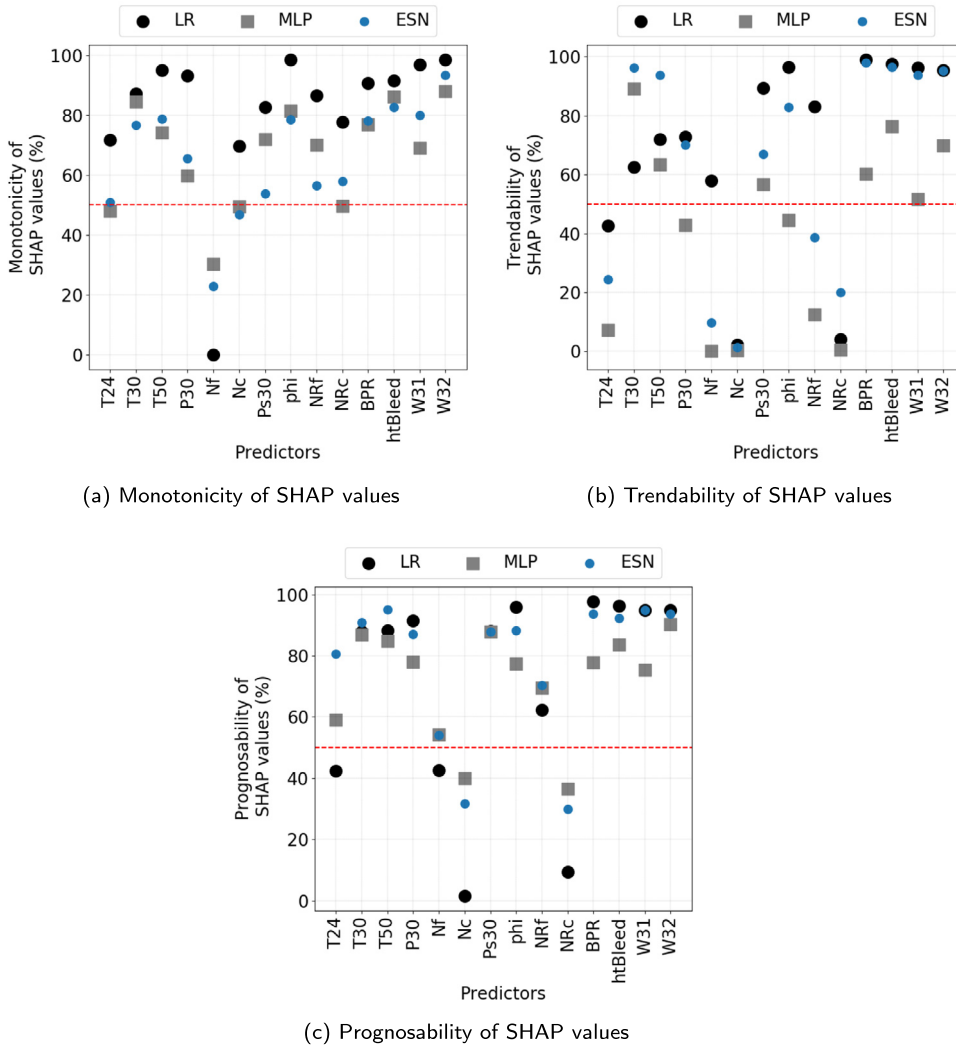 LR MLP ESN
LR MLP ESN
100
80
60
40
20
0
Monotonicity of
SHAP values (%)
T24 T30 T50 P30 Nf Nc Ps30 phi NRf NRc BPR htBleed W31 W32
Predictors
(a) Monotonicity of SHAP values
100
80
60
40
20
0
Trendability of
SHAP values (%)
T24 T30 T50 P30 Nf Nc Ps30 phi NRf NRc BPR htBleed W31 W32
Predictors
(b) Trendability of SHAP values
LR MLP ESN
100
80
60
40
20
0
Prognosability of
SHAP values (%)
T24 T30 T50 P30 Nf Nc Ps30 phi NRf NRc BPR htBleed W31 W32
Predictors
(c) Prognosability of SHAP values